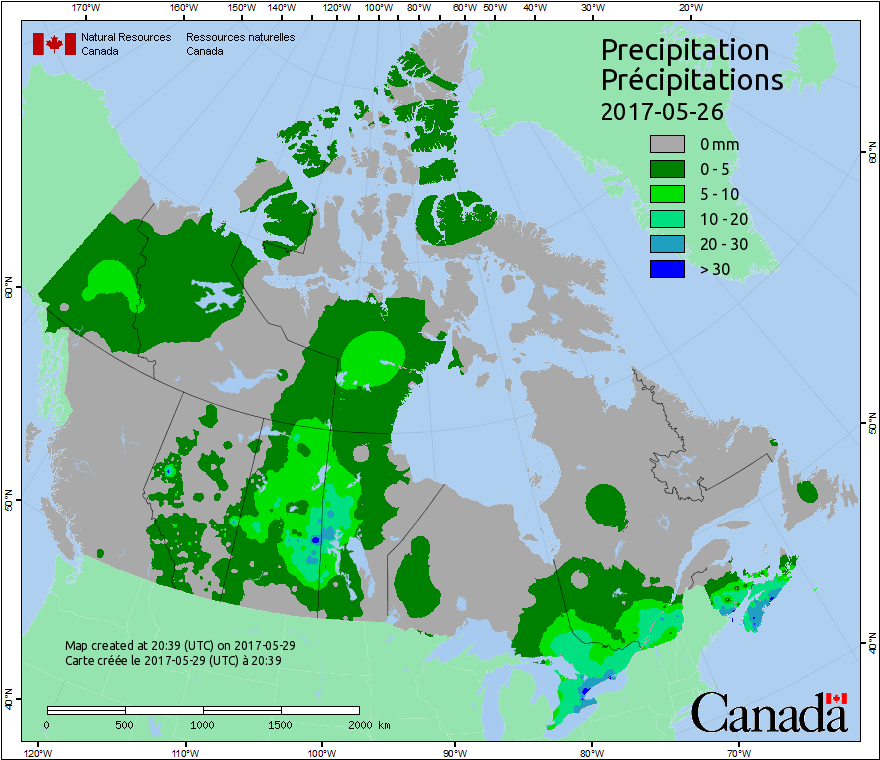 170°W 160°W 150°W 140°W 130°W 120°W 110°W 100°W 90°W 80°W 60°W 50°W 40°W 30°W 20°W
Natural Resources Ressources naturelles
Canada Canada
Precipitation
Précipitations
2017-05-26
0 mm
0 - 5
5 - 10
10 - 20
20 - 30
> 30
60°N
60°N
50°N
50°N
40°N
40°N
Map created at 20:39 (UTC) on 2017-05-29
Carte créée le 2017-05-29 (UTC) à 20:39
0 500 1000 1500 2000 km
Canada
120°W 110°W 100°W 90°W 80°W 70°W